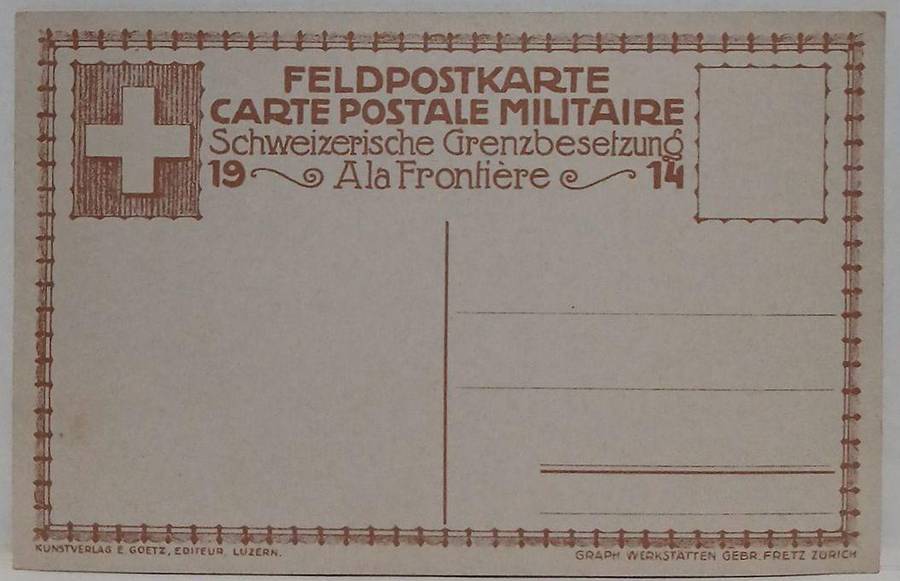 FELDPOSTKARTE
CARTE POSTALE MILITAIRE
Schweizerische Grenzbesetzung
19 A la Frontière 14
KUNSTVERLAG E. GOETZ, EDITEUR, LUZERN.
GRAPH WERKSTÄTTEN GEBR. FRETZ ZÜRICH